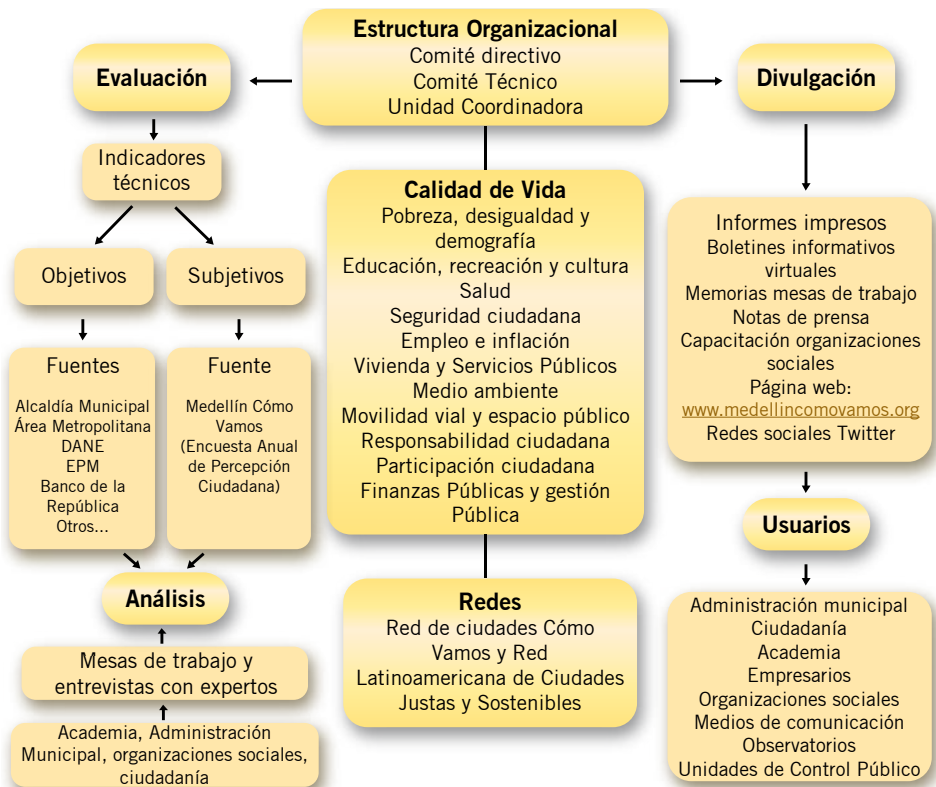 Estructura Organizacional
Comité directivo
Comité Técnico
Unidad Coordinadora
Evaluación
Indicadores
técnicos
Objetivos
Subjetivos
Fuentes
Alcaldía Municipal
Área Metropolitana
DANE
EPM
Banco de la
República
Otros...
Fuente
Medellín Cómo
Vamos
(Encuesta Anual
de Percepción
Ciudadana)
Análisis
Mesas de trabajo y
entrevistas con expertos
Academia, Administración
Municipal, organizaciones sociales,
ciudadanía
Calidad de Vida
Pobreza, desigualdad y
demografía
Educación, recreación y cultura
Salud
Seguridad ciudadana
Empleo e inflación
Vivienda y Servicios Públicos
Medio ambiente
Movilidad vial y espacio público
Responsabilidad ciudadana
Participación ciudadana
Finanzas Públicas y gestión
Pública
Redes
Red de ciudades Cómo
Vamos y Red
Latinoamericana de Ciudades
Justas y Sostenibles
Divulgación
Informes impresos
Boletines informativos
virtuales
Memorias mesas de trabajo
Notas de prensa
Capacitación organizaciones
sociales
Página web:
www.medellincomovamos.org
Redes sociales Twitter
Usuarios
Administración municipal
Ciudadanía
Academia
Empresarios
Organizaciones sociales
Medios de comunicación
Observatorios
Unidades de Control Público